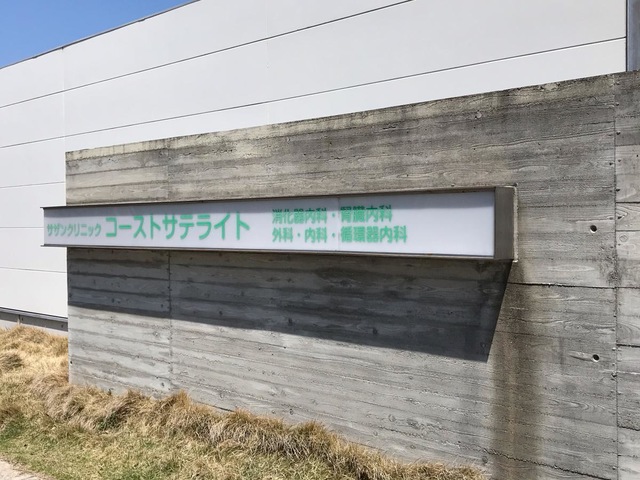 サザンクリニック コーストサテライト
消化器内科・腎臓内科
外科・内科・循環器内科